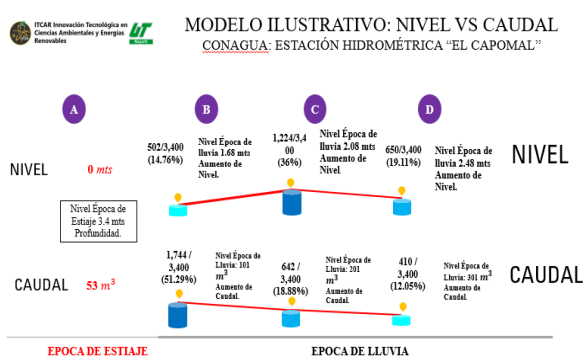 ITCAR Innovación Tecnológica en
Ciencias Ambientales y Energías
Renovables
UT
MODELO ILUSTRATIVO: NIVEL VS CAUDAL
CONAGUA: ESTACIÓN HIDROMÉTRICA “EL CAPOMAL”
A
B
C
D
NIVEL
0 mts
502/3,400
(14.76%)
Nivel Época de
lluvia 1.68 mts
Aumento de
Nivel.
1,224/3,4
00
(36%)
Nivel Época de
lluvia 2.08 mts
Aumento de
Nivel
650/3,400
(19.11%)
Nivel Época de
lluvia 2.48 mts
Aumento de
Nivel.
NIVEL
Nivel Época de
Estiaje 3.4 mts
Profundidad.
CAUDAL
53 m³
1,744 /
3,400
(51.29%)
Nivel Época de
Lluvia: 101
m³
Aumento de
Caudal.
642 /
3,400
(18.88%)
Nivel Época de
Lluvia: 201
m³
Aumento de
Caudal.
410 /
3,400
(12.05%)
Nivel Época de
Lluvia: 301 m³
Aumento de
Caudal.
CAUDAL
EPOCA DE ESTIAJE
EPOCA DE LLUVIA